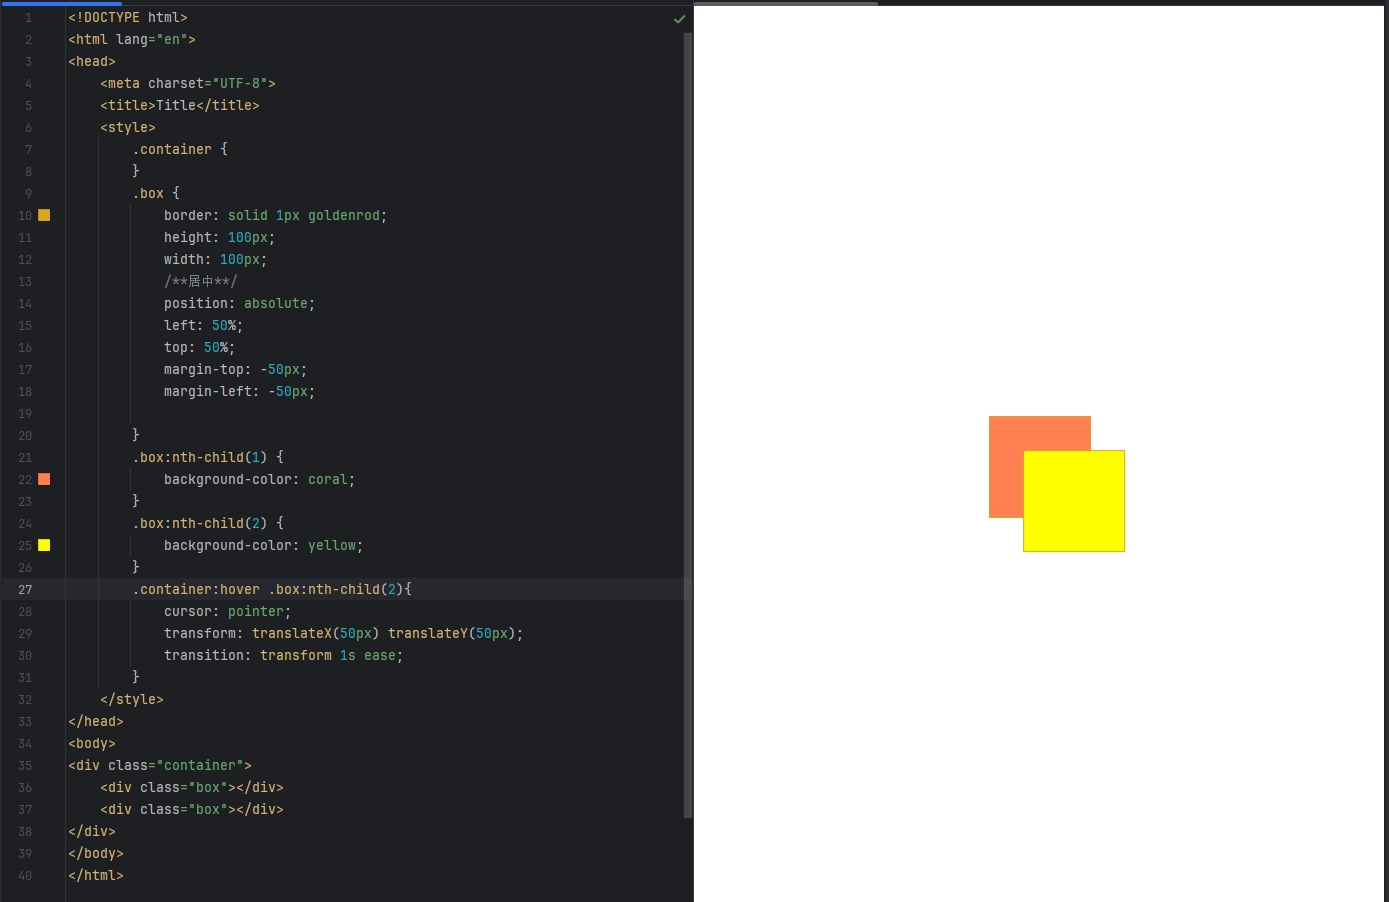 1 <!DOCTYPE html>
2 <html lang="en">
3 <head>
4     <meta charset="UTF-8">
5     <title>Title</title>
6     <style>
7         .container {
8         }
9         .box {
10             border: solid 1px goldenrod;
11             height: 100px;
12             width: 100px;
13             /**居中**/
14             position: absolute;
15             left: 50%;
16             top: 50%;
17             margin-top: -50px;
18             margin-left: -50px;
19
20         }
21         .box:nth-child(1) {
22             background-color: coral;
23         }
24         .box:nth-child(2) {
25             background-color: yellow;
26         }
27         .container:hover .box:nth-child(2){
28             cursor: pointer;
29             transform: translateX(50px) translateY(50px);
30             transition: transform 1s ease;
31         }
32     </style>
33 </head>
34 <body>
35 <div class="container">
36     <div class="box"></div>
37     <div class="box"></div>
38 </div>
39 </body>
40 </html>